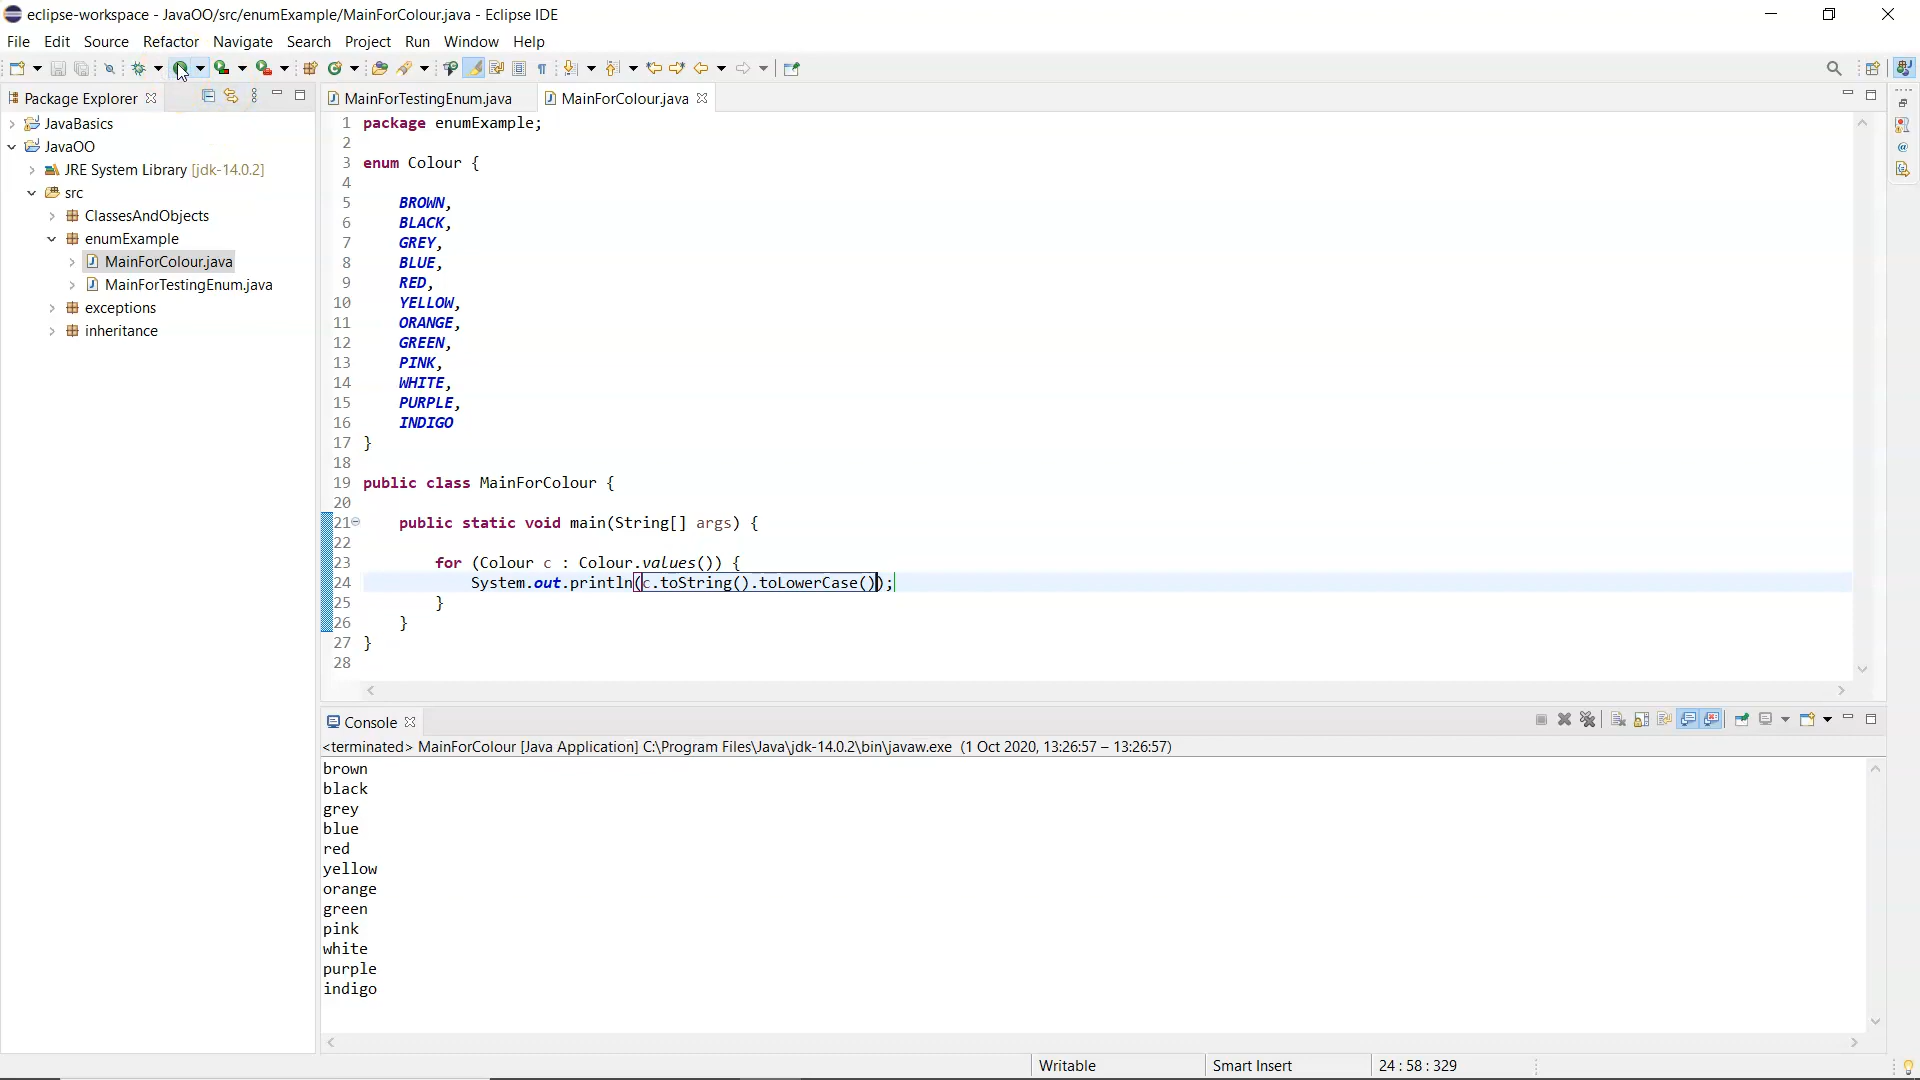 eclipse-workspace - JavaOO/src/enumExample/MainForColour.java - Eclipse IDE
File Edit Source Refactor Navigate Search Project Run Window Help
Package Explorer
JavaBasics
JavaOO
JRE System Library [jdk-14.0.2]
src
ClassesAndObjects
enumExample
MainForColour.java
MainForTestingEnum.java
exceptions
inheritance
MainForTestingEnum.java MainForColour.java
1 package enumExample;
2
3 enum Colour {
4
5 BROWN,
6 BLACK,
7 GREY,
8 BLUE,
9 RED,
10 YELLOW,
11 ORANGE,
12 GREEN,
13 PINK,
14 WHITE,
15 PURPLE,
16 INDIGO
17 }
18
19 public class MainForColour {
20
21 public static void main(String[] args) {
22
23 for (Colour c : Colour.values()) {
24 System.out.println(c.toString().toLowerCase());
25 }
26 }
27 }
28
Console
<terminated> MainForColour [Java Application] C:\Program Files\Java\jdk-14.0.2\bin\javaw.exe (1 Oct 2020, 13:26:57 – 13:26:57)
brown
black
grey
blue
red
yellow
orange
green
pink
white
purple
indigo
Writable Smart Insert 24 : 58 : 329